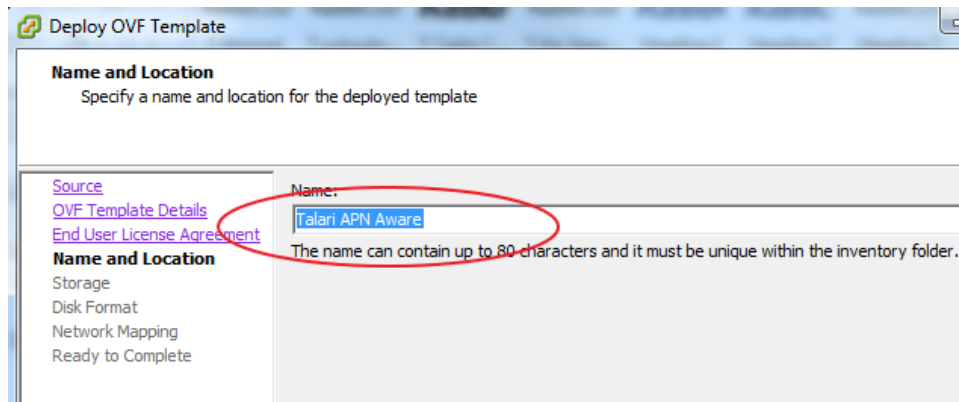 Deploy OVF Template
Name and Location
Specify a name and location for the deployed template
Source
OVF Template Details
End User License Agreement
Name and Location
Storage
Disk Format
Network Mapping
Ready to Complete
Name:
Talari APN Aware
The name can contain up to 80 characters and it must be unique within the inventory folder.